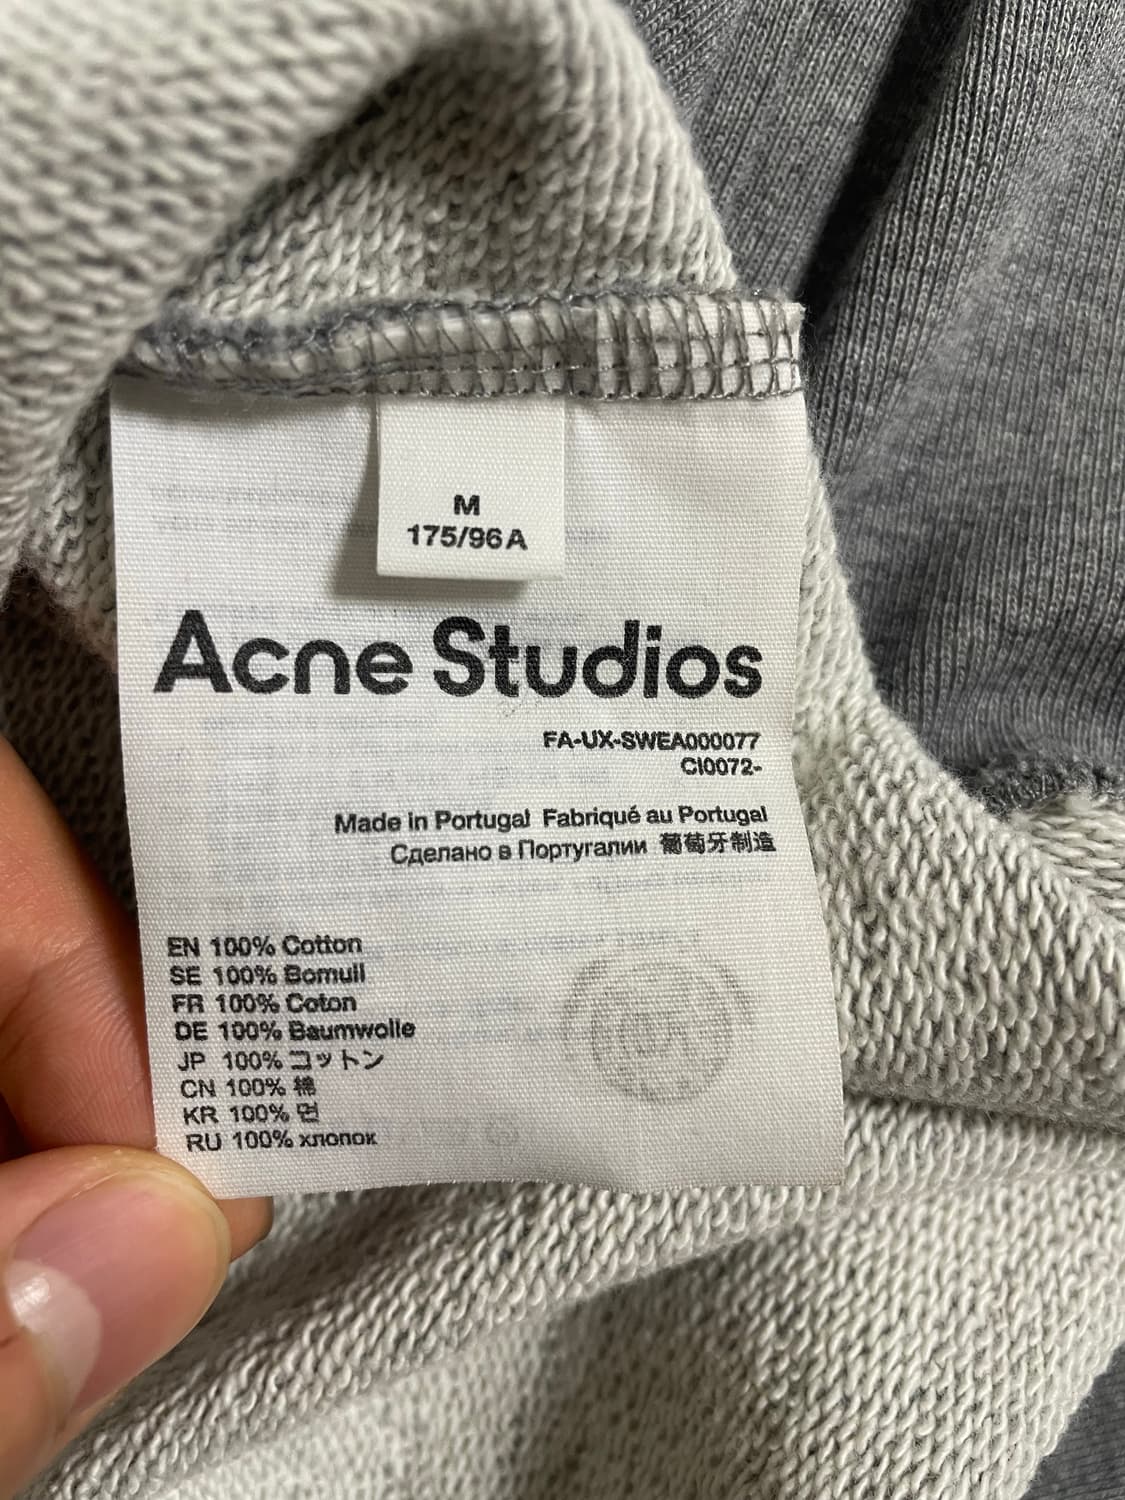 M
175/96A
Acne Studios
FA-UX-SWEA000077
CI0072-
Made in Portugal Fabriqué au Portugal
Сделано в Португалии 葡萄牙制造
EN 100% Cotton
SE 100% Bomull
FR 100% Coton
DE 100% Baumwolle
JP 100% コットン
CN 100% 棉
KR 100% 면
RU 100% хлопок